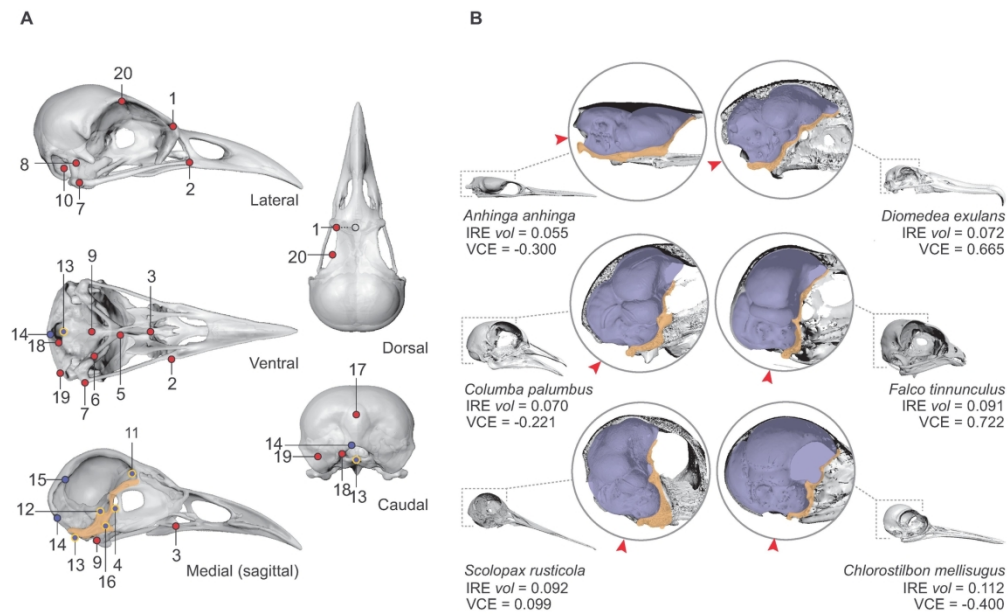 A
20
1
8
10
7
2
Lateral
1
20
Dorsal
13
9
3
14
18
19
7
6
5
2
Ventral
17
14
19
18
13
Caudal
11
15
12
14
13
9
16
4
3
Medial (sagittal)
B
Anhinga anhinga
IRE vol = 0.055
VCE = -0.300
Diomedea exulans
IRE vol = 0.072
VCE = 0.665
Columba palumbus
IRE vol = 0.070
VCE = -0.221
Falco tinnunculus
IRE vol = 0.091
VCE = 0.722
Scolopax rusticola
IRE vol = 0.092
VCE = 0.099
Chlorostilbon mellisugus
IRE vol = 0.112
VCE = -0.400